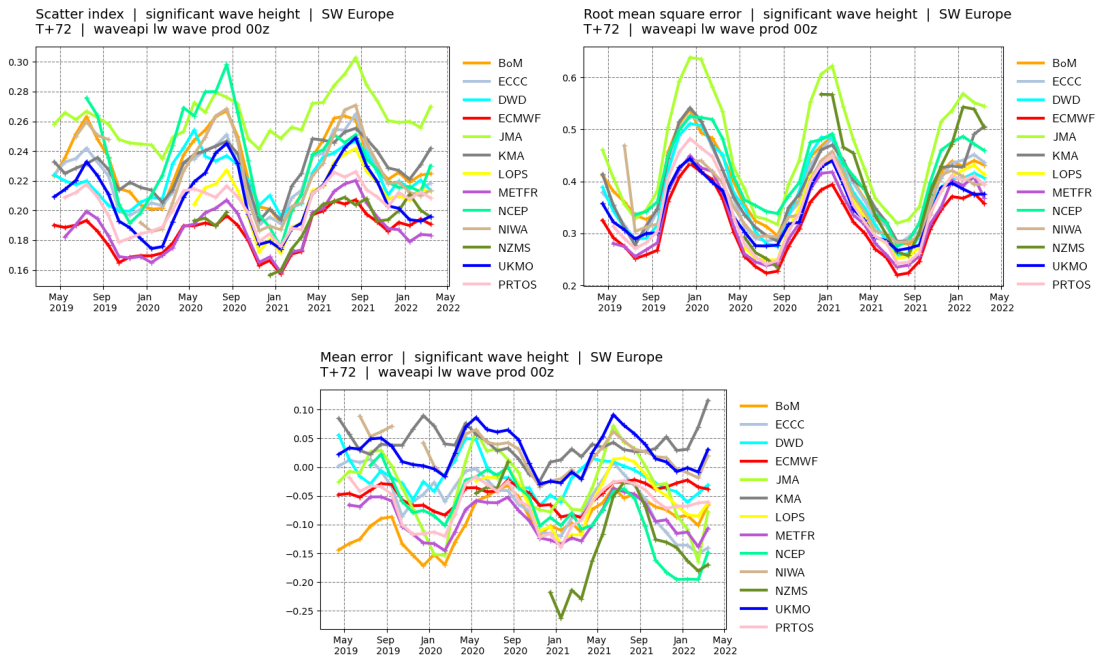 Scatter index | significant wave height | SW Europe
T+72 | waveapi lw wave prod 00z
0.30
0.28
0.26
0.24
0.22
0.20
0.18
0.16
May 2019
Sep 2019
Jan 2020
May 2020
Sep 2020
Jan 2021
May 2021
Sep 2021
Jan 2022
May 2022
BoM
ECCC
DWD
ECMWF
JMA
KMA
LOPS
METFR
NCEP
NIWA
NZMS
UKMO
PRTOS
Root mean square error | significant wave height | SW Europe
T+72 | waveapi lw wave prod 00z
0.6
0.5
0.4
0.3
0.2
May 2019
Sep 2019
Jan 2020
May 2020
Sep 2020
Jan 2021
May 2021
Sep 2021
Jan 2022
May 2022
BoM
ECCC
DWD
ECMWF
JMA
KMA
LOPS
METFR
NCEP
NIWA
NZMS
UKMO
PRTOS
Mean error | significant wave height | SW Europe
T+72 | waveapi lw wave prod 00z
0.10
0.05
0.00
−0.05
−0.10
−0.15
−0.20
−0.25
May 2019
Sep 2019
Jan 2020
May 2020
Sep 2020
Jan 2021
May 2021
Sep 2021
Jan 2022
May 2022
BoM
ECCC
DWD
ECMWF
JMA
KMA
LOPS
METFR
NCEP
NIWA
NZMS
UKMO
PRTOS